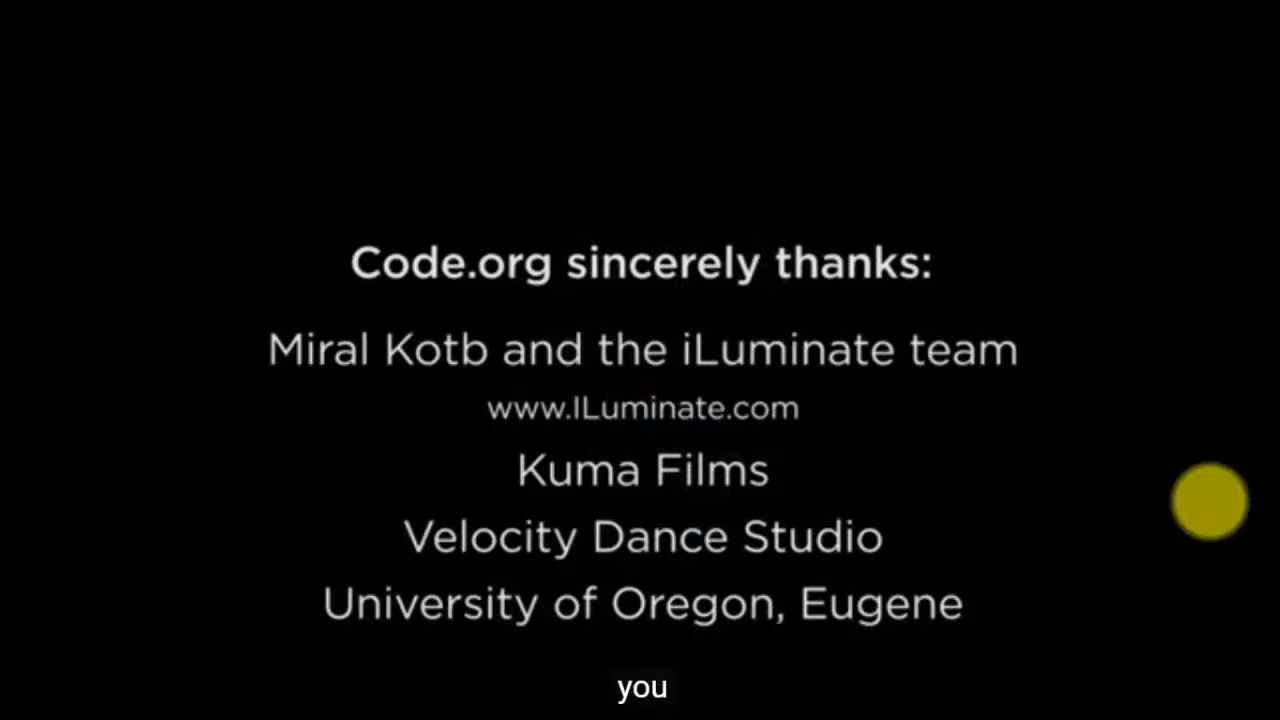 Code.org sincerely thanks:
Miral Kotb and the iLuminate team
www.ILuminate.com
Kuma Films
Velocity Dance Studio
University of Oregon, Eugene
you